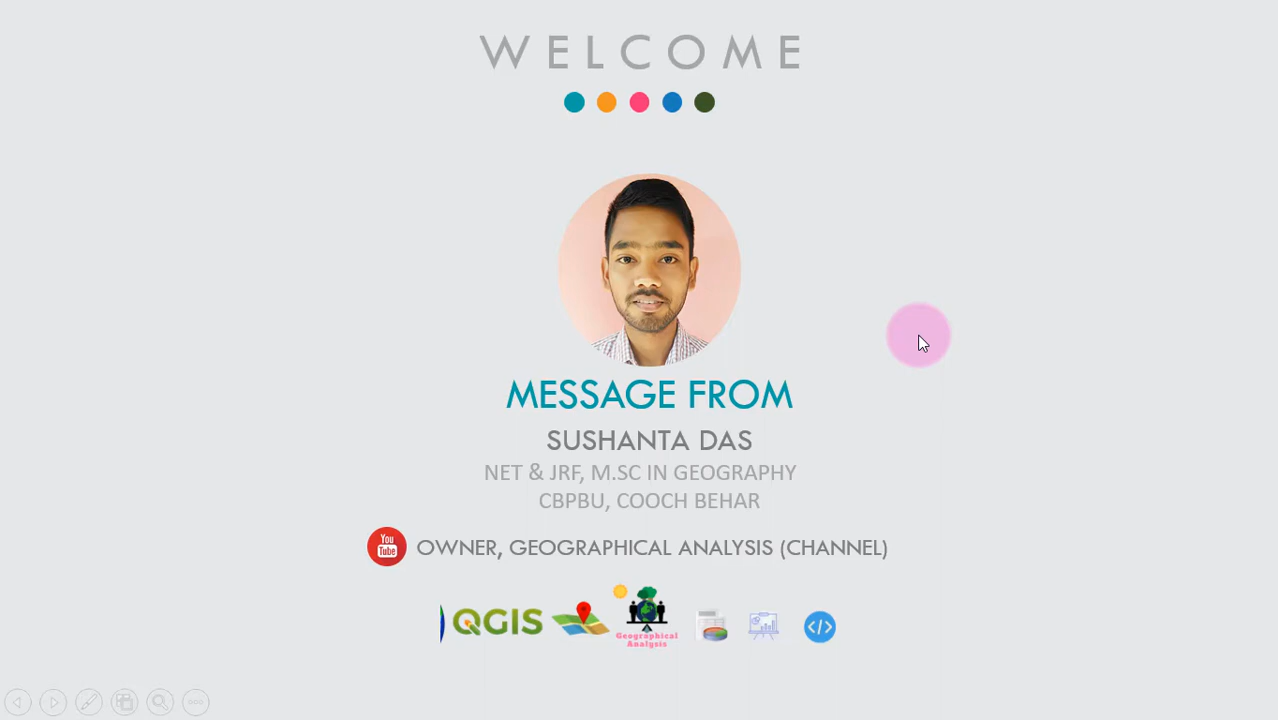 WELCOME
MESSAGE FROM
SUSHANTA DAS
NET & JRF, M.SC IN GEOGRAPHY
CBPBU, COOCH BEHAR
You Tube
OWNER, GEOGRAPHICAL ANALYSIS (CHANNEL)
QGIS
Geographical
Analysis